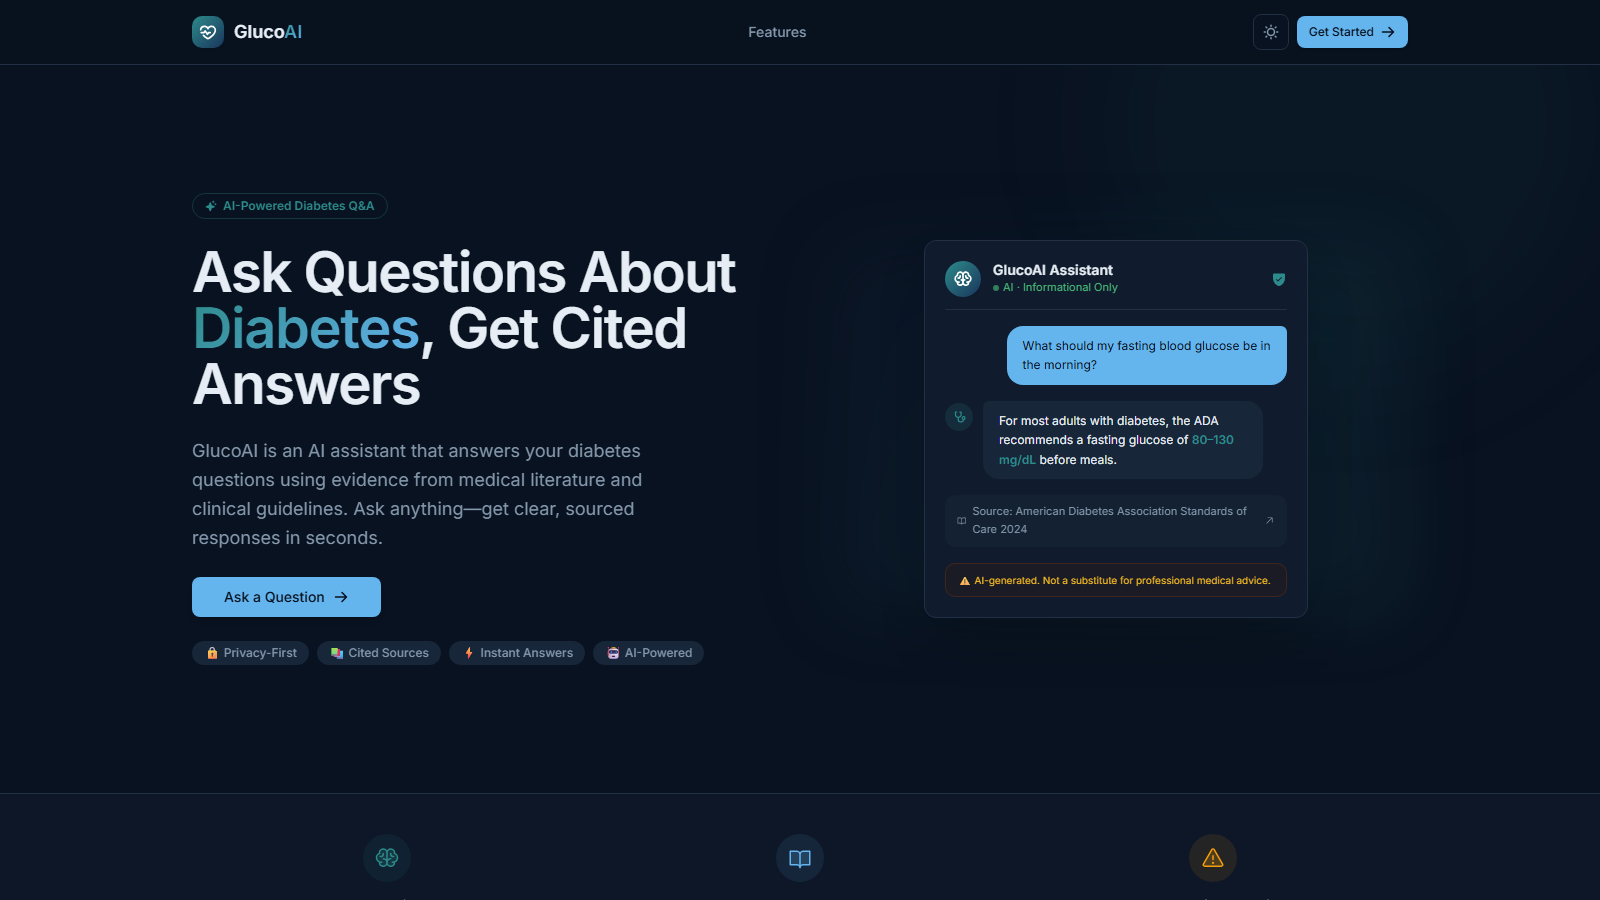 GlucoAI
Features
Get Started
AI-Powered Diabetes Q&A
Ask Questions About
Diabetes, Get Cited
Answers
GlucoAI is an AI assistant that answers your diabetes
questions using evidence from medical literature and
clinical guidelines. Ask anything—get clear, sourced
responses in seconds.
Ask a Question
Privacy-First
Cited Sources
Instant Answers
AI-Powered
GlucoAI Assistant
AI · Informational Only
What should my fasting blood glucose be in
the morning?
For most adults with diabetes, the ADA
recommends a fasting glucose of 80–130
mg/dL before meals.
Source: American Diabetes Association Standards of
Care 2024
AI-generated. Not a substitute for professional medical advice.